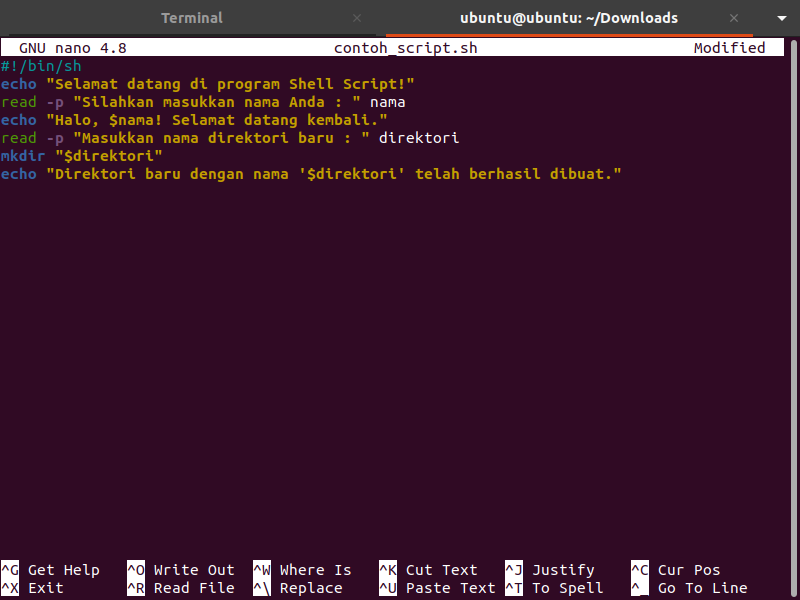 Terminal × ubuntu@ubuntu: ~/Downloads ×
GNU nano 4.8 contoh_script.sh Modified
#!/bin/sh
echo "Selamat datang di program Shell Script!"
read -p "Silahkan masukkan nama Anda : " nama
echo "Halo, $nama! Selamat datang kembali."
read -p "Masukkan nama direktori baru : " direktori
mkdir "$direktori"
echo "Direktori baru dengan nama '$direktori' telah berhasil dibuat."
^G Get Help ^O Write Out ^W Where Is ^K Cut Text ^J Justify ^C Cur Pos
^X Exit ^R Read File ^\ Replace ^U Paste Text ^T To Spell ^_ Go To Line